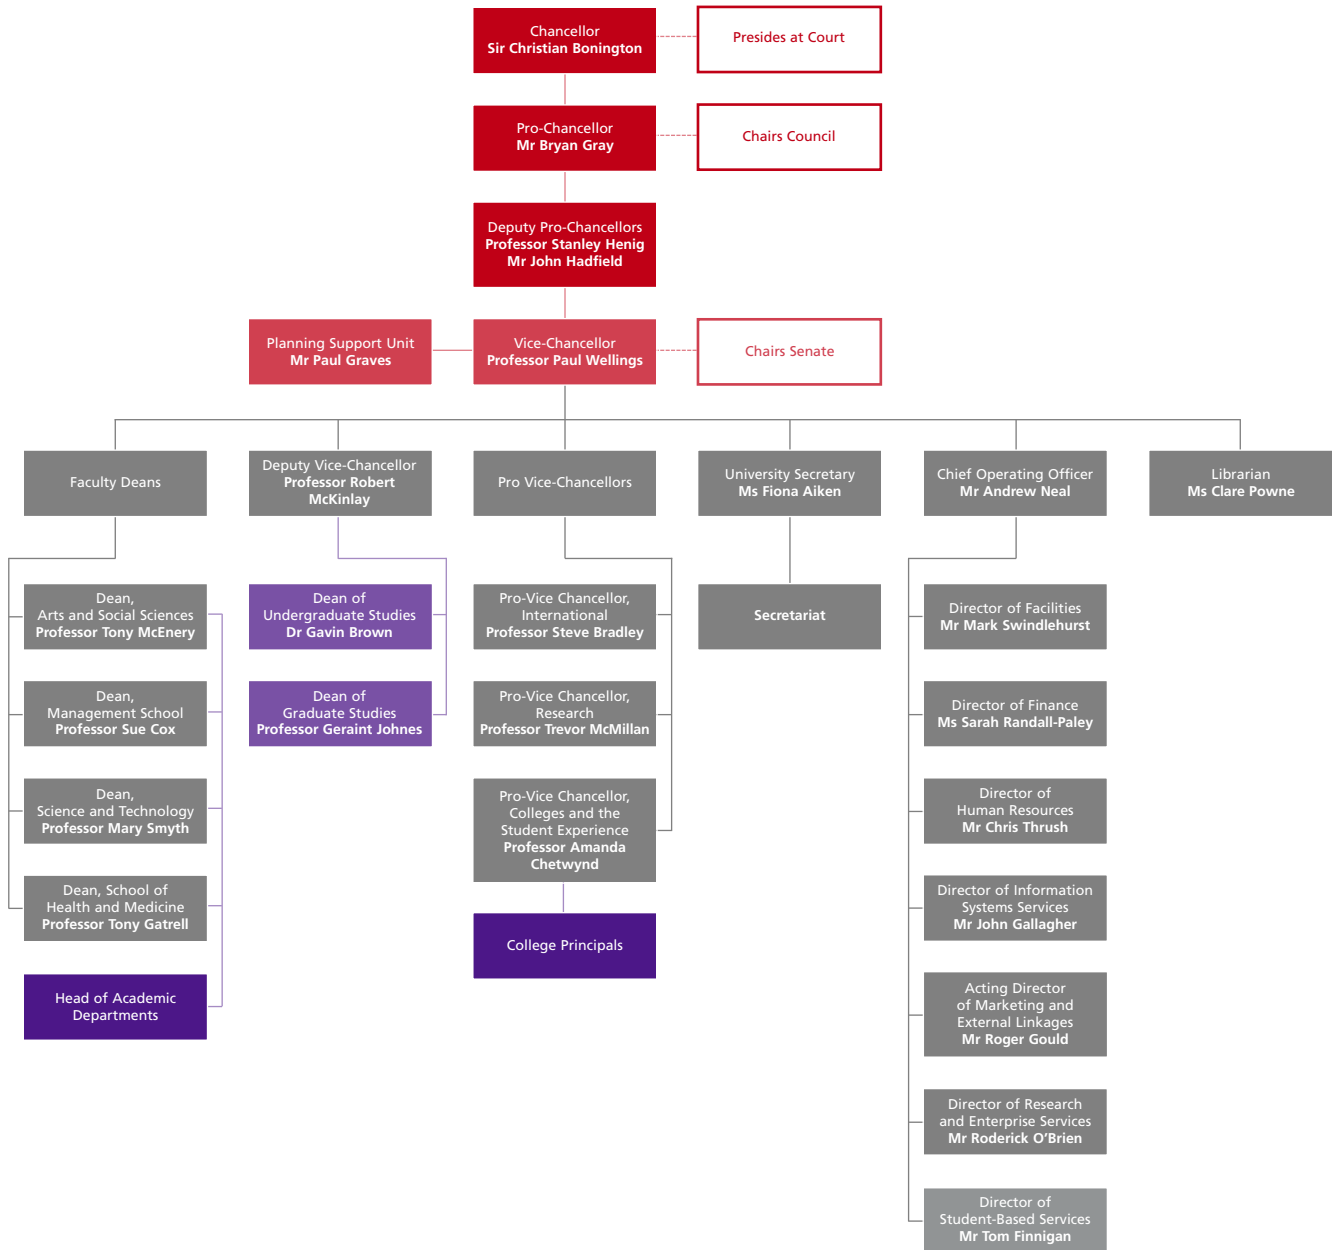 Chancellor
Sir Christian Bonington
Presides at Court
Pro-Chancellor
Mr Bryan Gray
Chairs Council
Deputy Pro-Chancellors
Professor Stanley Henig
Mr John Hadfield
Planning Support Unit
Mr Paul Graves
Vice-Chancellor
Professor Paul Wellings
Chairs Senate
Faculty Deans
Deputy Vice-Chancellor
Professor Robert
McKinlay
Pro Vice-Chancellors
University Secretary
Ms Fiona Aiken
Chief Operating Officer
Mr Andrew Neal
Librarian
Ms Clare Powne
Dean,
Arts and Social Sciences
Professor Tony McEnery
Dean,
Management School
Professor Sue Cox
Dean,
Science and Technology
Professor Mary Smyth
Dean, School of
Health and Medicine
Professor Tony Gatrell
Head of Academic
Departments
Dean of
Undergraduate Studies
Dr Gavin Brown
Dean of
Graduate Studies
Professor Geraint Johnes
Pro-Vice Chancellor,
International
Professor Steve Bradley
Pro-Vice Chancellor,
Research
Professor Trevor McMillan
Pro-Vice Chancellor,
Colleges and the
Student Experience
Professor Amanda
Chetwynd
College Principals
Secretariat
Director of Facilities
Mr Mark Swindlehurst
Director of Finance
Ms Sarah Randall-Paley
Director of
Human Resources
Mr Chris Thrush
Director of Information
Systems Services
Mr John Gallagher
Acting Director
of Marketing and
External Linkages
Mr Roger Gould
Director of Research
and Enterprise Services
Mr Roderick O’Brien
Director of
Student-Based Services
Mr Tom Finnigan